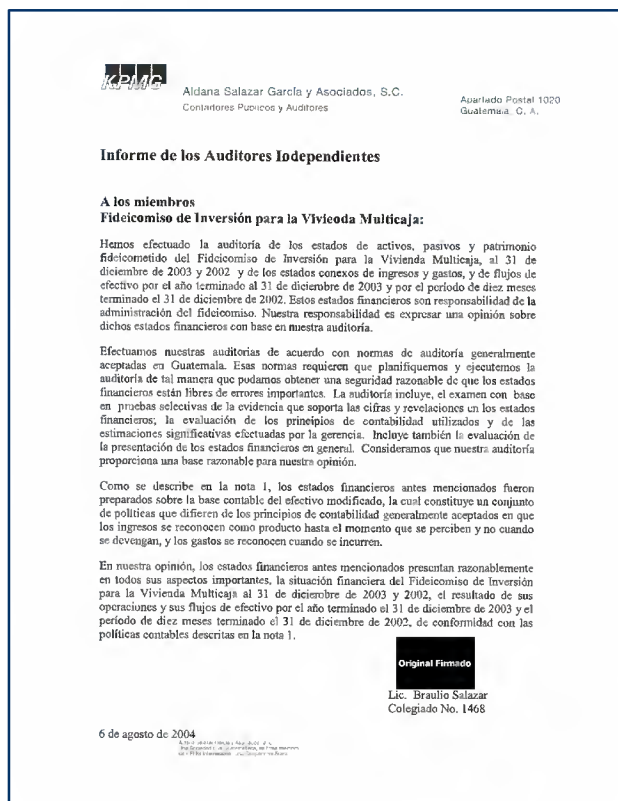 KPMG
Aldana Salazar García y Asociados, S.C.
Contadores Públicos y Auditores
Apartado Postal 1020
Guatemala, C. A.
Informe de los Auditores Independientes
A los miembros
Fideicomiso de Inversión para la Vivienda Multicaja:
Hemos efectuado la auditoría de los estados de activos, pasivos y patrimonio
fideicometido del Fideicomiso de Inversión para la Vivienda Multicaja, al 31 de
diciembre de 2003 y 2002 y de los estados conexos de ingresos y gastos, y de flujos de
efectivo por el año terminado al 31 de diciembre de 2003 y por el período de diez meses
terminado el 31 de diciembre de 2002. Estos estados financieros son responsabilidad de la
administración del fideicomiso. Nuestra responsabilidad es expresar una opinión sobre
dichos estados financieros con base en nuestra auditoría.
Efectuamos nuestras auditorias de acuerdo con normas de auditoría generalmente
aceptadas en Guatemala. Esas normas requieren que planifiquemos y ejecutemos la
auditoría de tal manera que podamos obtener una seguridad razonable de que los estados
financieros están libres de errores importantes. La auditoría incluye, el examen con base
en pruebas selectivas de la evidencia que soporta las cifras y revelaciones en los estados
financieros; la evaluación de los principios de contabilidad utilizados y de las
estimaciones significativas efectuadas por la gerencia. Incluye también la evaluación de
la presentación de los estados financieros en general. Consideramos que nuestra auditoría
proporciona una base razonable para nuestra opinión.
Como se describe en la nota 1, los estados financieros antes mencionados fueron
preparados sobre la base contable del efectivo modificado, la cual constituye un conjunto
de políticas que difieren de los principios de contabilidad generalmente aceptados en que
los ingresos se reconocen como producto hasta el momento que se perciben y no cuando
se devengan, y los gastos se reconocen cuando se incurren.
En nuestra opinión, los estados financieros antes mencionados presentan razonablemente
en todos sus aspectos importantes, la situación financiera del Fideicomiso de Inversión
para la Vivienda Multicaja al 31 de diciembre de 2003 y 2002, el resultado de sus
operaciones y sus flujos de efectivo por el año terminado el 31 de diciembre de 2003 y el
período de diez meses terminado el 31 de diciembre de 2002, de conformidad con las
políticas contables descritas en la nota 1.
Original Firmado
Lic. Braulio Salazar
Colegiado No. 1468
6 de agosto de 2004